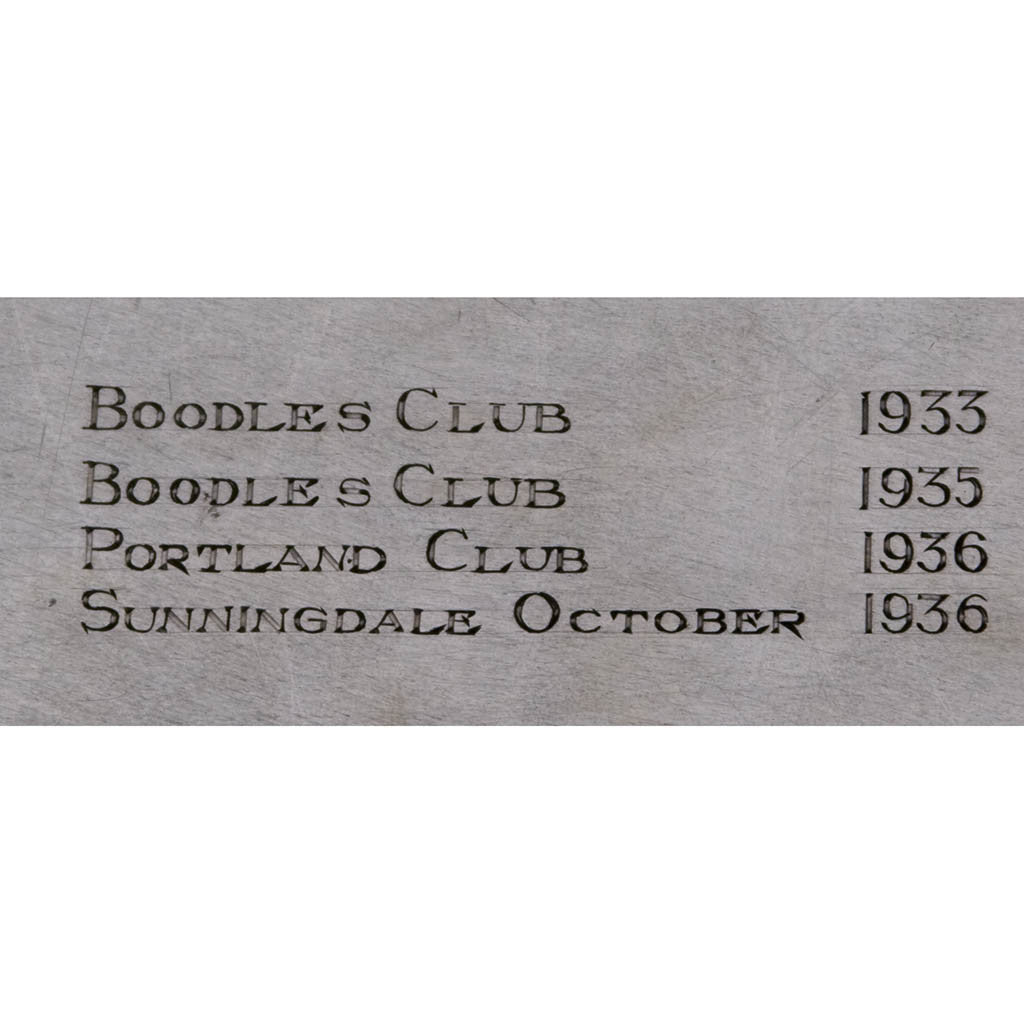 BOODLES CLUB 1933
BOODLES CLUB 1935
PORTLAND CLUB 1936
SUNNINGDALE OCTOBER 1936